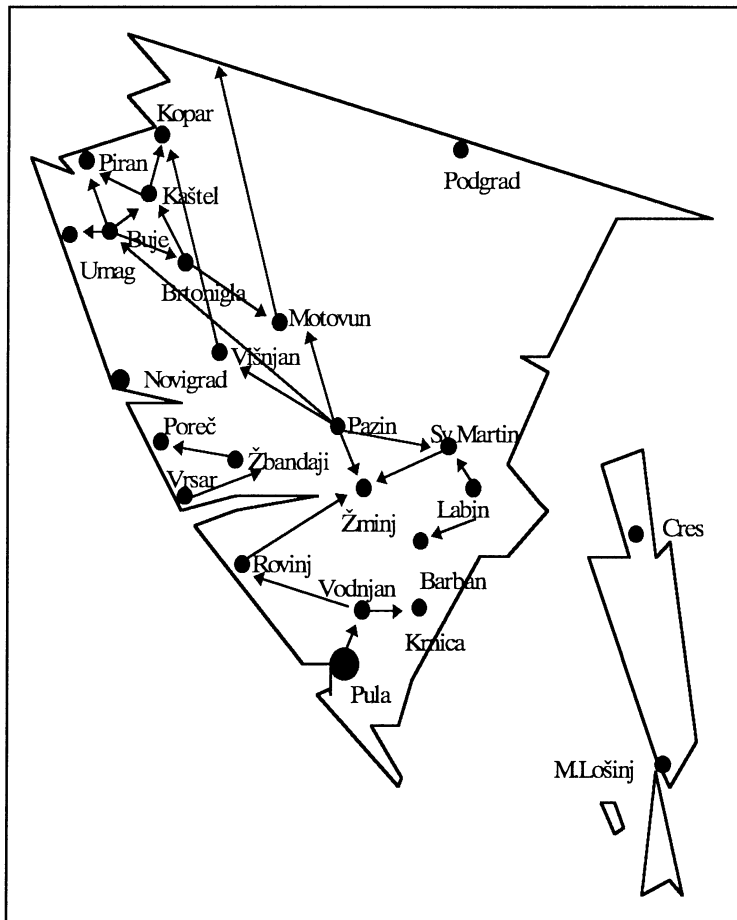 Kopar
Piran
Podgrad
Kaštel
Buje
Umag
Brtonigla
Motovun
Višnjan
Novigrad
Pazin
Poreč
Sv.Martin
Žbandaji
Vrsar
Labin
Žminj
Cres
Rovinj
Barban
Vodnjan
Krnica
Pula
M.Lošinj